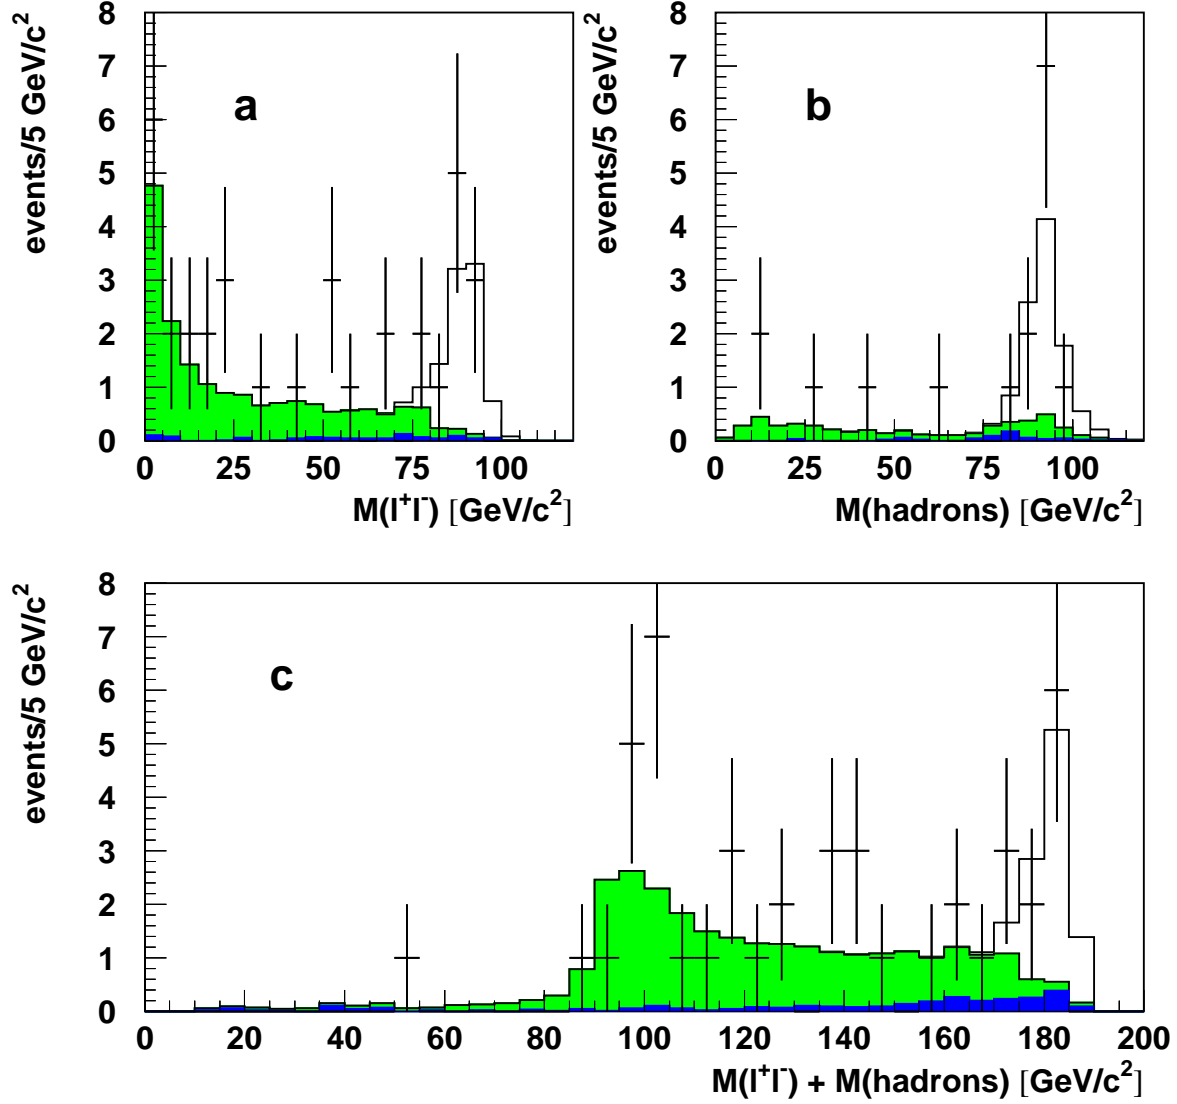 events/5 GeV/c²
8
7
6
5
4
3
2
1
0
a
0 25 50 75 100
M(l⁺l⁻) [GeV/c²]
events/5 GeV/c²
8
7
6
5
4
3
2
1
0
b
0 25 50 75 100
M(hadrons) [GeV/c²]
events/5 GeV/c²
8
7
6
5
4
3
2
1
0
c
0 20 40 60 80 100 120 140 160 180 200
M(l⁺l⁻) + M(hadrons) [GeV/c²]